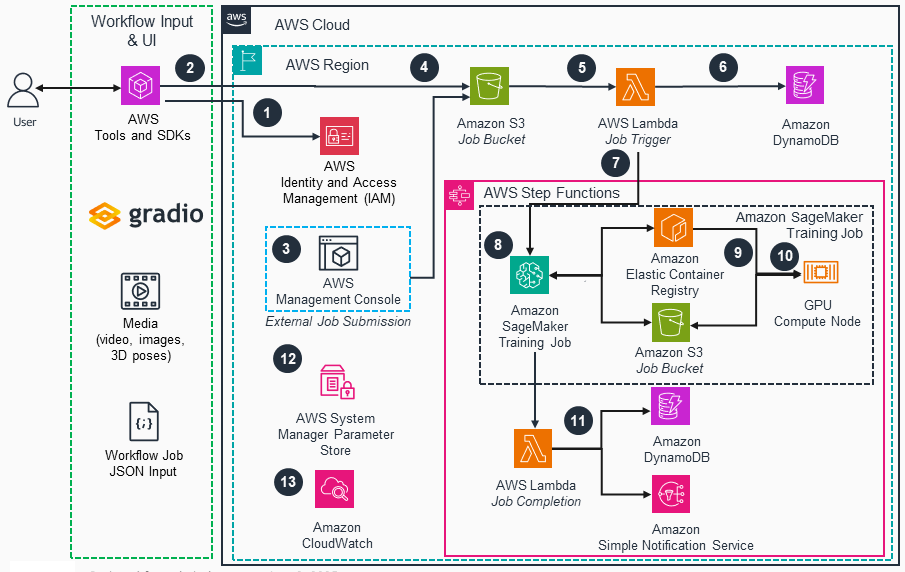 Workflow Input
& UI
aws
AWS Cloud
AWS Region
User
AWS
Tools and SDKs
2
1
4
5
6
AWS
Identity and Access
Management (IAM)
Amazon S3
Job Bucket
AWS Lambda
Job Trigger
Amazon
DynamoDB
7
gradio
3
AWS
Management Console
External Job Submission
AWS Step Functions
Amazon SageMaker
Training Job
8
9
10
Amazon
Elastic Container
Registry
Amazon
SageMaker
Training Job
GPU
Compute Node
Amazon S3
Job Bucket
Media
(video, images,
3D poses)
12
AWS System
Manager Parameter
Store
{;}
Workflow Job
JSON Input
13
Amazon
CloudWatch
11
AWS Lambda
Job Completion
Amazon
DynamoDB
Amazon
Simple Notification Service